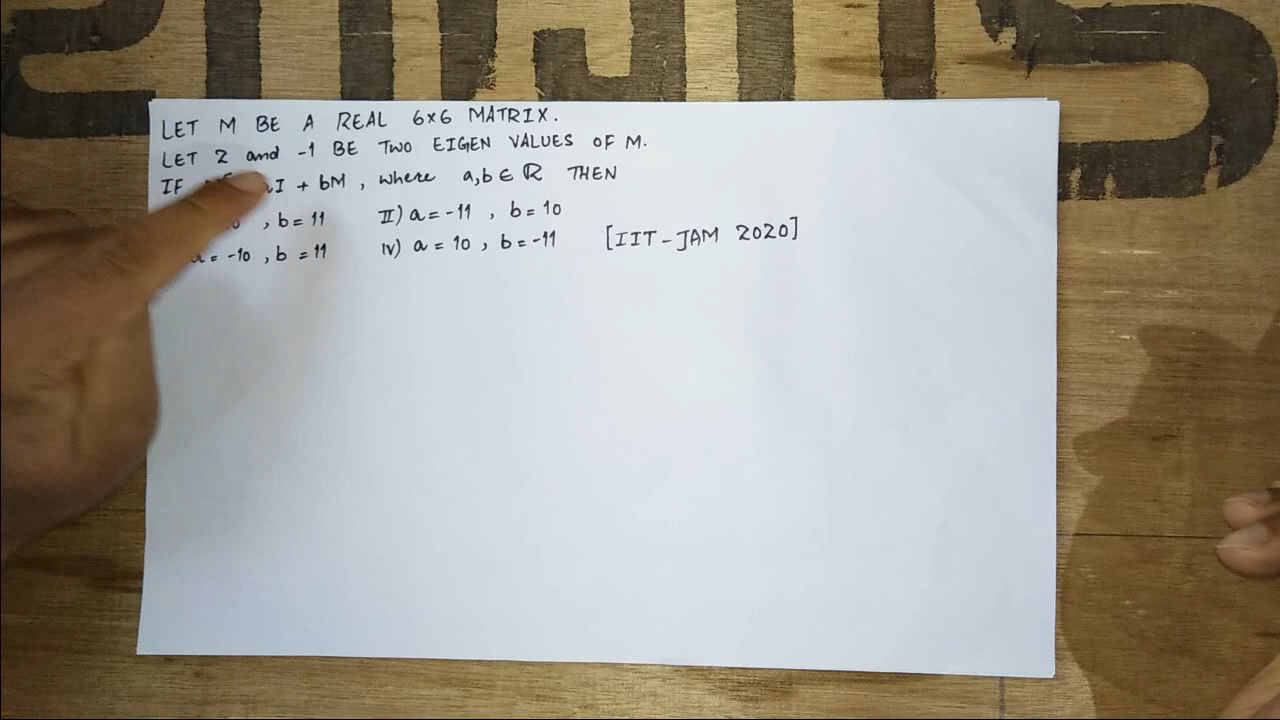 LET M BE A REAL 6×6 MATRIX.
LET 2 and -1 BE TWO EIGEN VALUES OF M.
IF I + bM , where a,b ∈ ℝ THEN
, b = 11 II) a = -11 , b = 10
= -10 , b = 11 IV) a = 10 , b = -11 [IIT-JAM 2020]